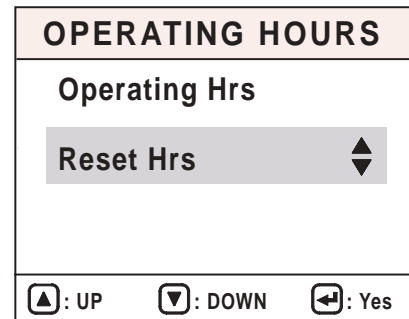 OPERATING HOURS
Operating Hrs
Reset Hrs
: UP : DOWN : Yes